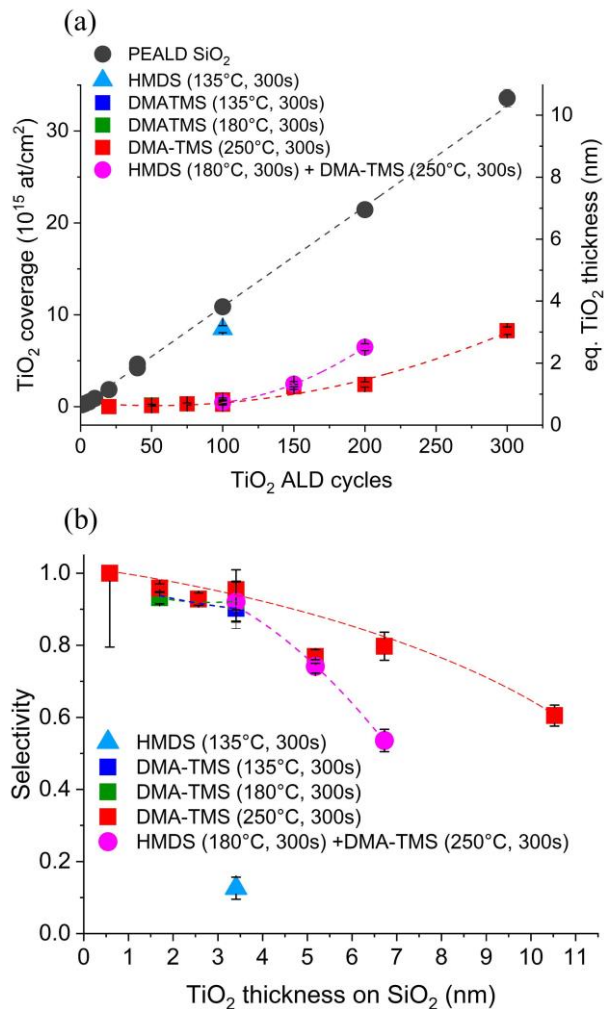 (a)
PEALD SiO₂
HMDS (135°C, 300s)
DMATMS (135°C, 300s)
DMATMS (180°C, 300s)
DMA-TMS (250°C, 300s)
HMDS (180°C, 300s) + DMA-TMS (250°C, 300s)
TiO₂ coverage (10¹⁵ at/cm²)
30
20
10
0
10
8
6
4
2
0
eq. TiO₂ thickness (nm)
0 50 100 150 200 250 300
TiO₂ ALD cycles
(b)
Selectivity
1.0
0.8
0.6
0.4
0.2
0.0
HMDS (135°C, 300s)
DMA-TMS (135°C, 300s)
DMA-TMS (180°C, 300s)
DMA-TMS (250°C, 300s)
HMDS (180°C, 300s) +DMA-TMS (250°C, 300s)
0 1 2 3 4 5 6 7 8 9 10 11
TiO₂ thickness on SiO₂ (nm)